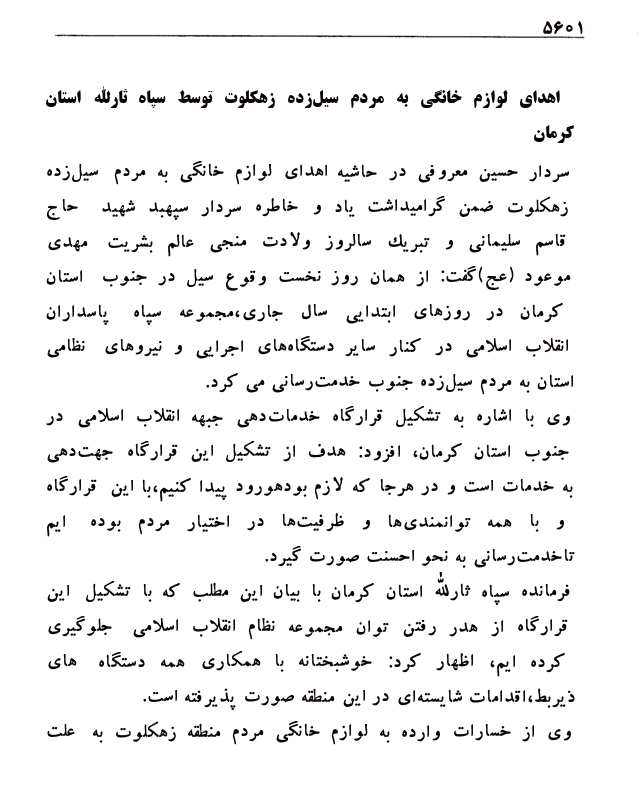 ۵۶۰۱
اهدای لوازم خانگی به مردم سیل‌زده زهکلوت توسط سپاه ثارالله استان
کرمان
سردار حسین معروفی در حاشیه اهدای لوازم خانگی به مردم سیل‌زده
زهکلوت ضمن گرامیداشت یاد و خاطره سردار سپهبد شهید حاج
قاسم سلیمانی و تبریك سالروز ولادت منجی عالم بشریت مهدی
موعود (عج)گفت: از همان روز نخست وقوع سیل در جنوب استان
کرمان در روزهای ابتدایی سال جاری،مجموعه سپاه پاسداران
انقلاب اسلامی در کنار سایر دستگاه‌های اجرایی و نیروهای نظامی
استان به مردم سیل‌زده جنوب خدمت‌رسانی می کرد.
وی با اشاره به تشکیل قرارگاه خدمات‌دهی جبهه انقلاب اسلامی در
جنوب استان کرمان، افزود: هدف از تشکیل این قرارگاه جهت‌دهی
به خدمات است و در هرجا که لازم بودهورود پیدا کنیم،با این قرارگاه
و با همه توانمندی‌ها و ظرفیت‌ها در اختیار مردم بوده ایم
تاخدمت‌رسانی به نحو احسنت صورت گیرد.
فرمانده سپاه ثارالله استان کرمان با بیان این مطلب که با تشکیل این
قرارگاه از هدر رفتن توان مجموعه نظام انقلاب اسلامی جلوگیری
کرده ایم، اظهار کرد: خوشبختانه با همکاری همه دستگاه های
ذیربط،اقدامات شایسته‌ای در این منطقه صورت پذیرفته است.
وی از خسارات وارده به لوازم خانگی مردم منطقه زهکلوت به علت